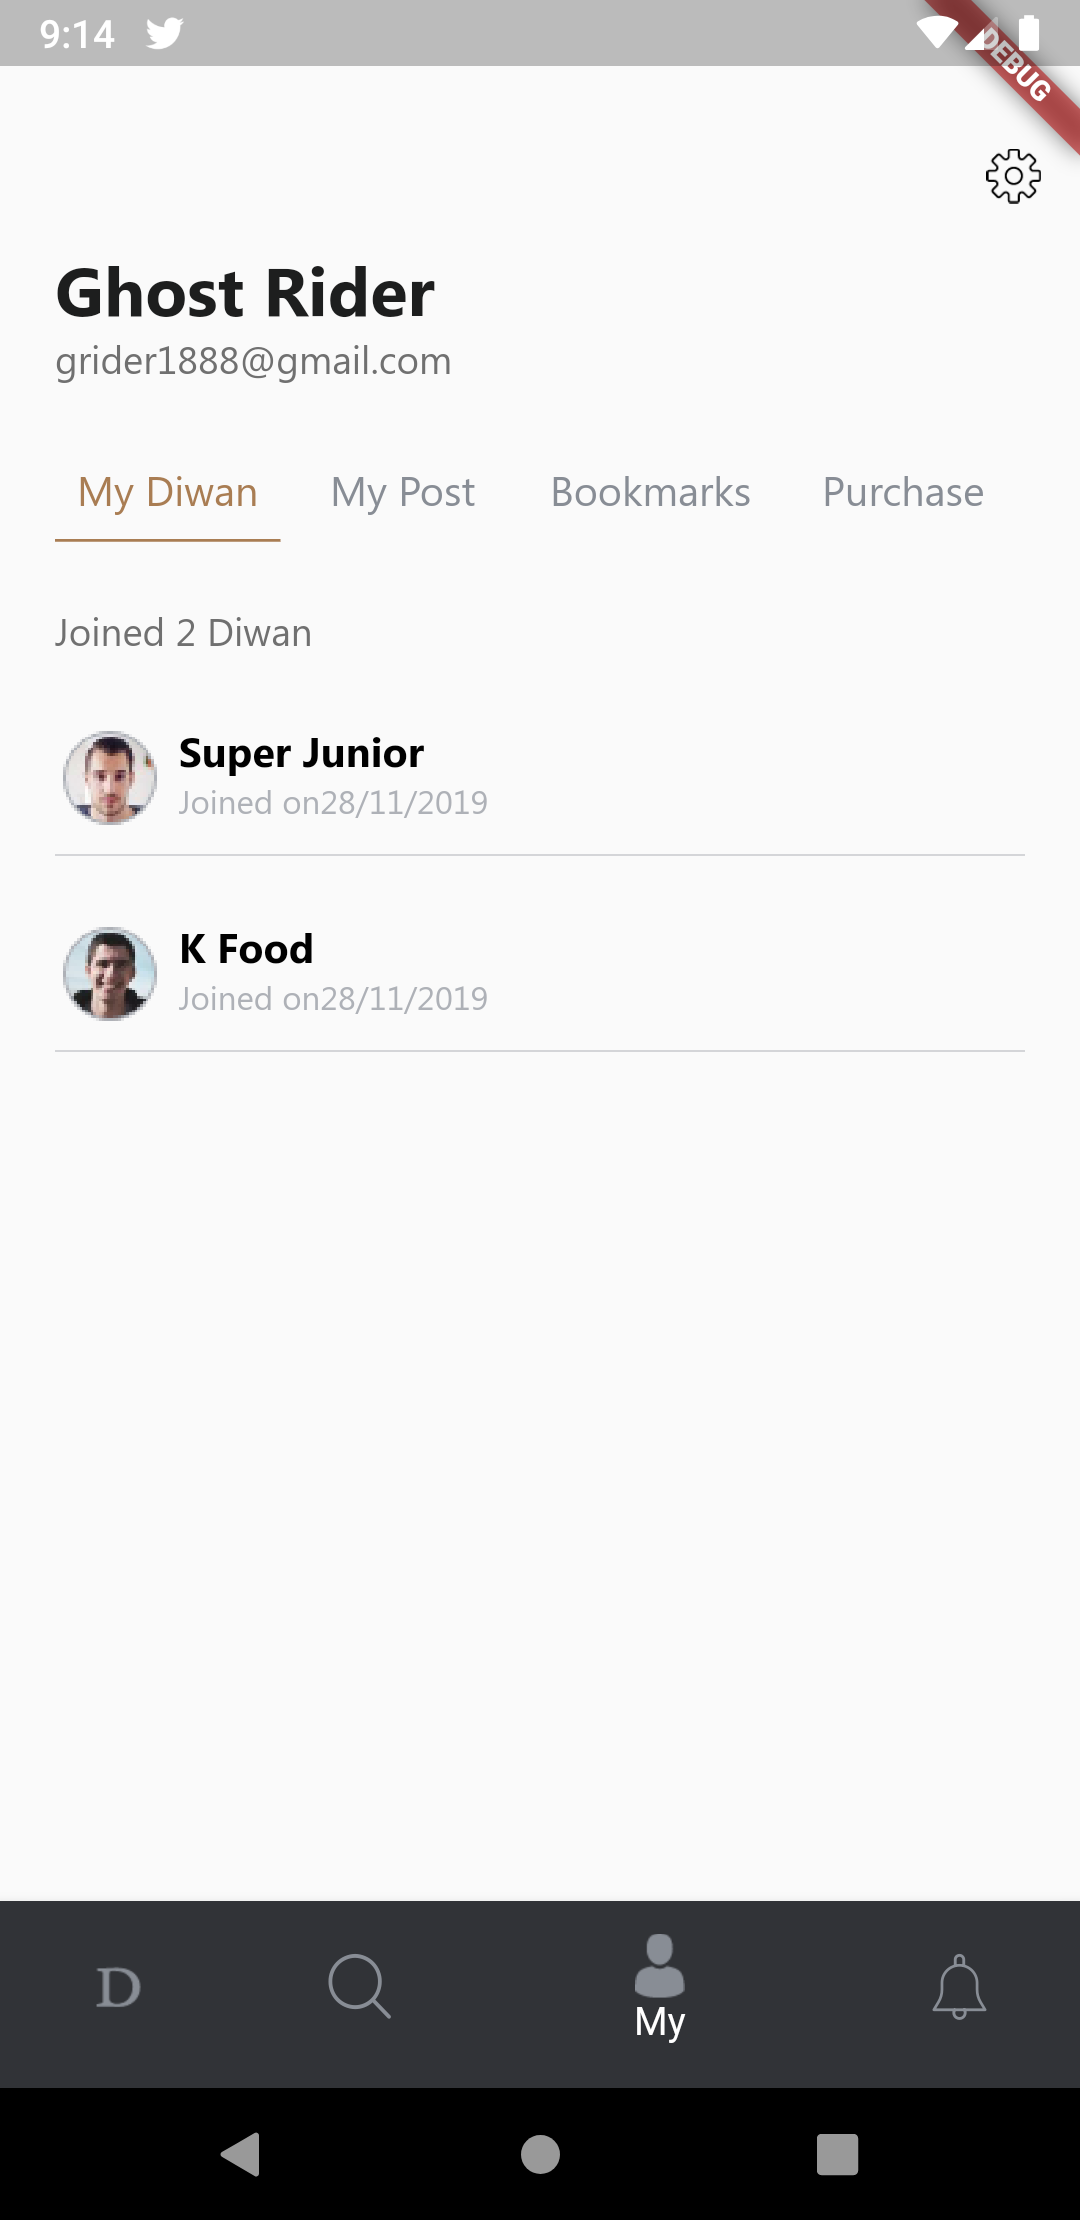 9:14
DEBUG
Ghost Rider
grider1888@gmail.com
My Diwan My Post Bookmarks Purchase
Joined 2 Diwan
Super Junior
Joined on28/11/2019
K Food
Joined on28/11/2019
D
My